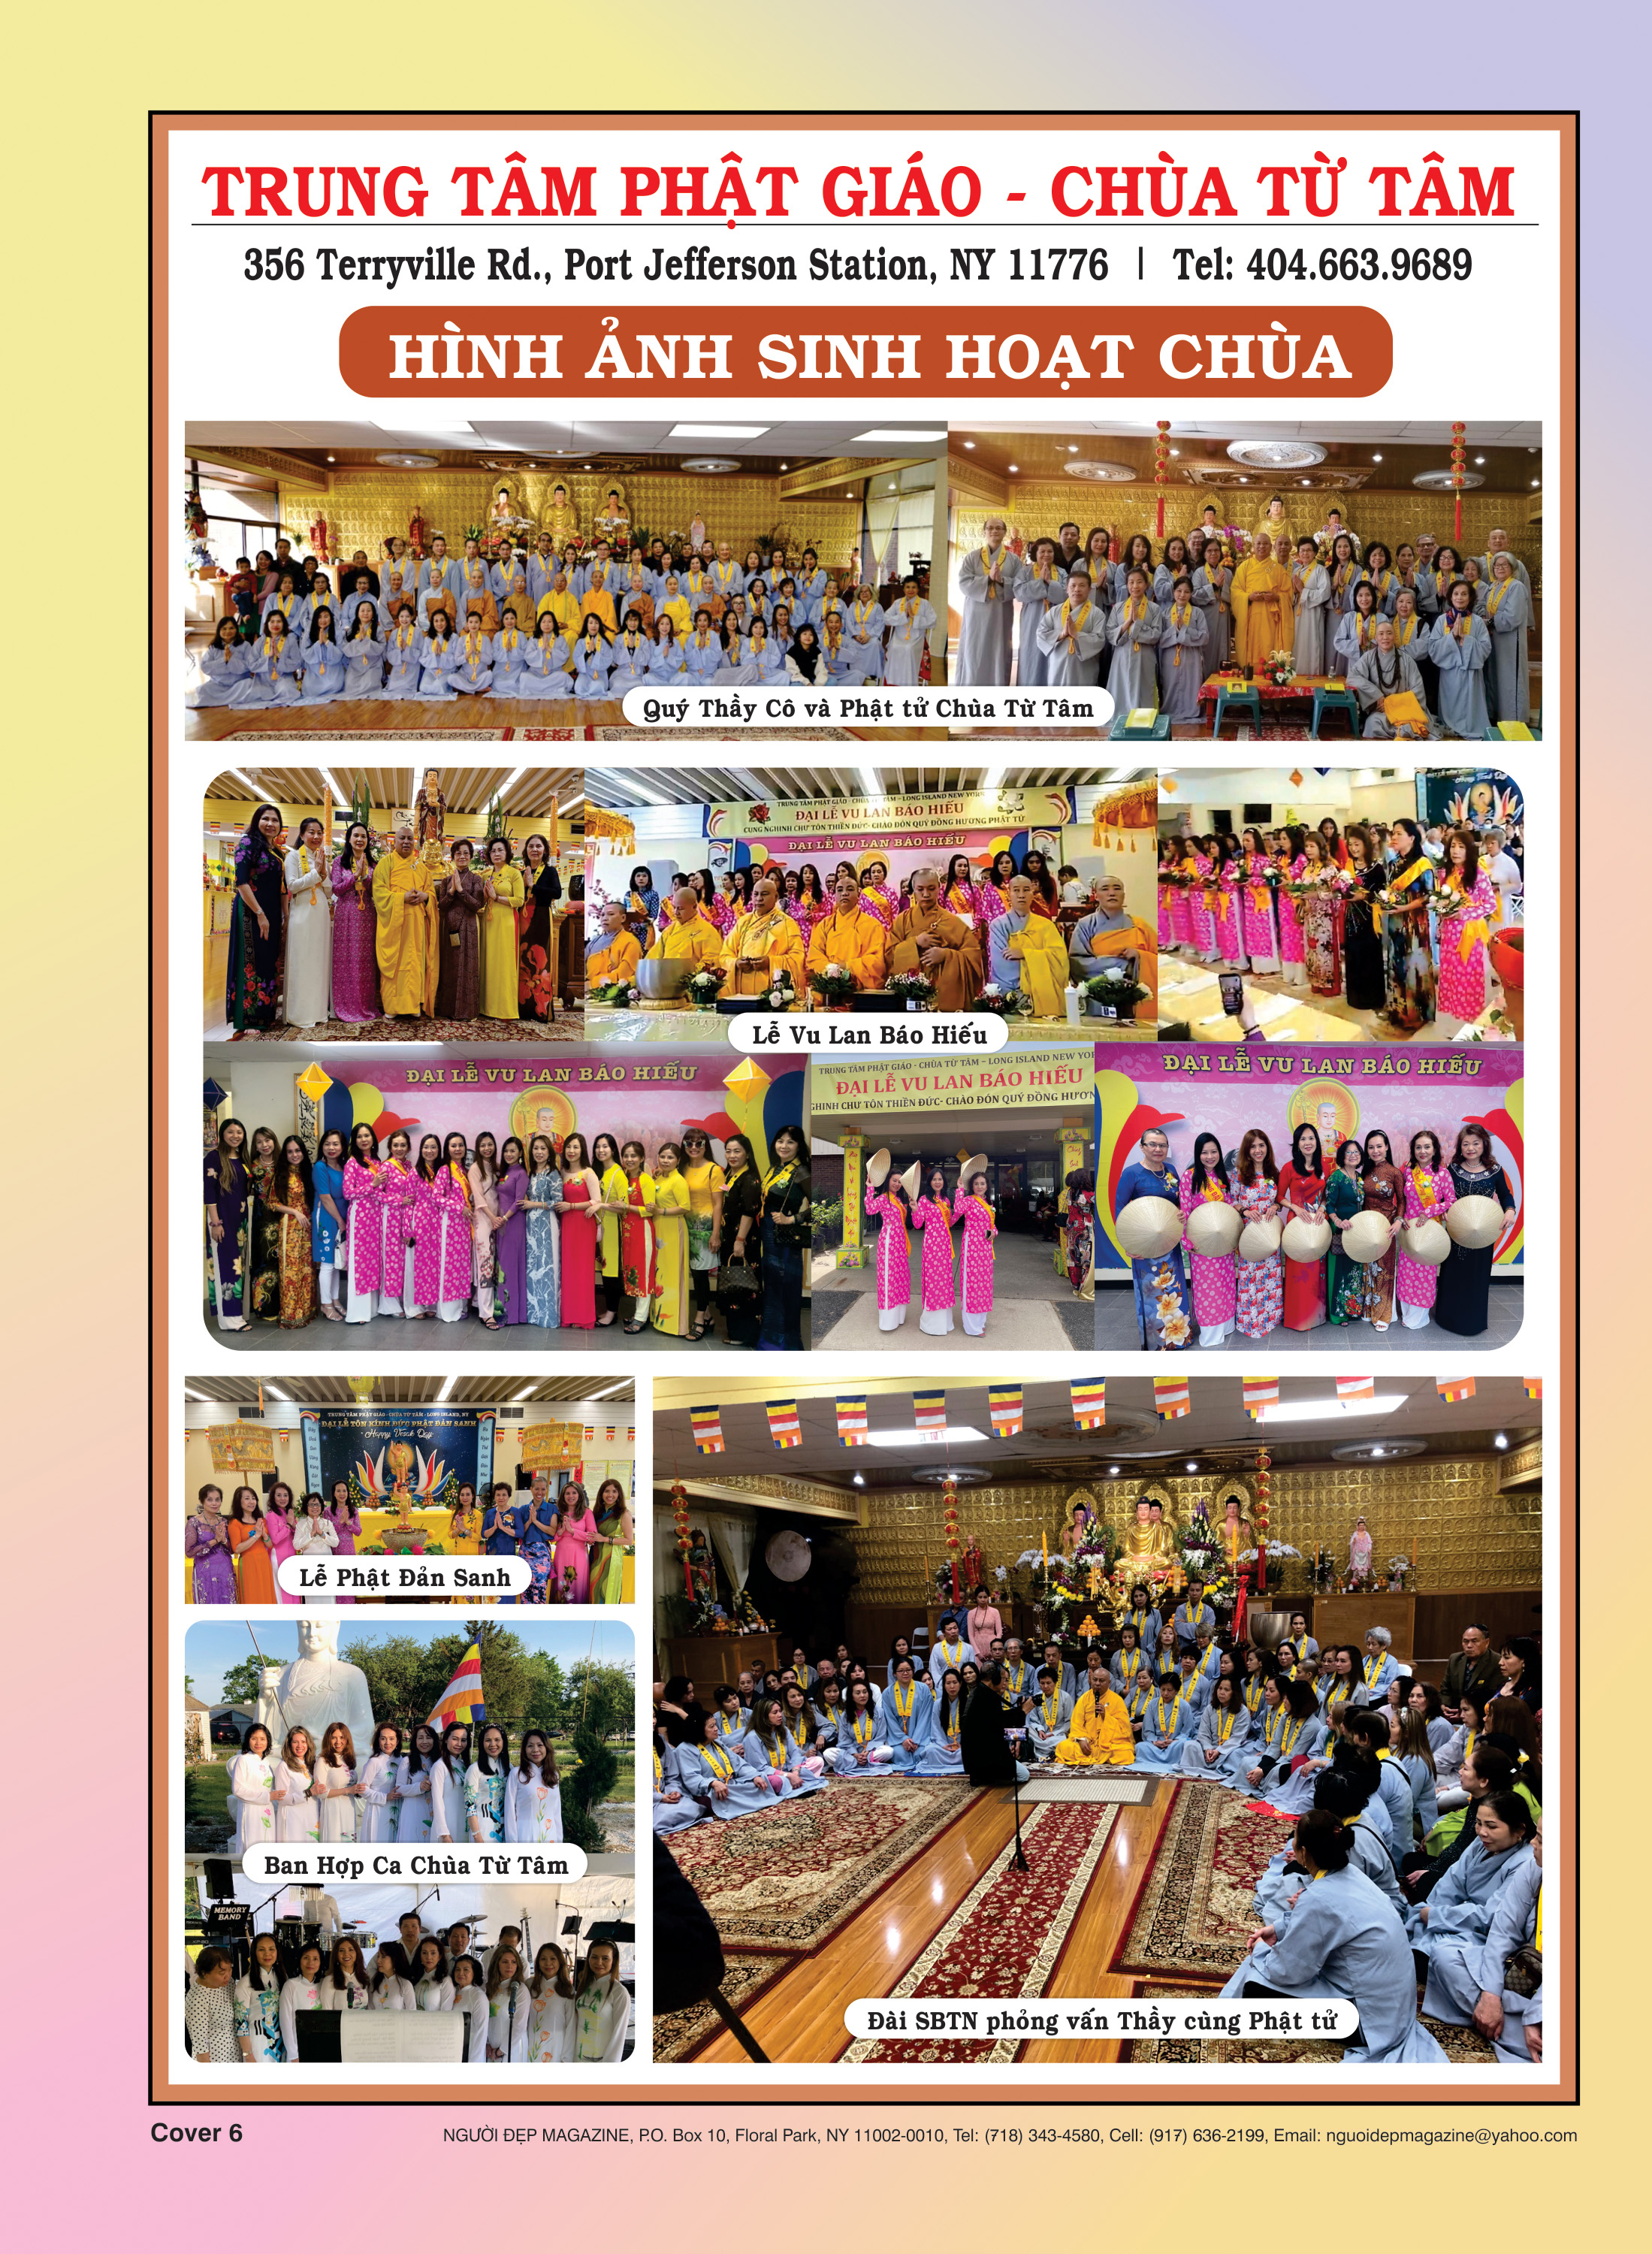 TRUNG TÂM PHẬT GIÁO - CHÙA TỪ TÂM
356 Terryville Rd., Port Jefferson Station, NY 11776 | Tel: 404.663.9689
HÌNH ẢNH SINH HOẠT CHÙA
Quý Thầy Cô và Phật tử Chùa Từ Tâm
TRUNG TÂM PHẬT GIÁO - CHÙA TỪ TÂM – LONG ISLAND NEW YORK
ĐẠI LỄ VU LAN BÁO HIẾU
CUNG NGHINH CHƯ TÔN THIỀN ĐỨC- CHÀO ĐÓN QUÝ ĐỒNG HƯƠNG PHẬT TỬ
ĐẠI LỄ VU LAN BÁO HIẾU
Lễ Vu Lan Báo Hiếu
ĐẠI LỄ VU LAN BÁO HIẾU
TRUNG TÂM PHẬT GIÁO - CHÙA TỪ TÂM – LONG ISLAND NEW YOR
ĐẠI LỄ VU LAN BÁO HIẾU
GHINH CHƯ TÔN THIỀN ĐỨC- CHÀO ĐÓN QUÝ ĐỒNG HƯƠN
ĐẠI LỄ VU LAN BÁO HIẾU
TRUNG TÂM PHẬT GIÁO - CHÙA TỪ TÂM - LONG ISLAND, NY
ĐẠI LỄ TÔN KÍNH ĐỨC PHẬT ĐẢN SANH
Happy Vesak Day
Lễ Phật Đản Sanh
Ban Hợp Ca Chùa Từ Tâm
MEMORY
BAND
Đài SBTN phỏng vấn Thầy cùng Phật tử
Cover 6
NGƯỜI ĐẸP MAGAZINE, P.O. Box 10, Floral Park, NY 11002-0010, Tel: (718) 343-4580, Cell: (917) 636-2199, Email: nguoidepmagazine@yahoo.com